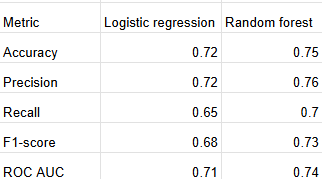 Metric Logistic regression Random forest
Accuracy 0.72 0.75
Precision 0.72 0.76
Recall 0.65 0.7
F1-score 0.68 0.73
ROC AUC 0.71 0.74